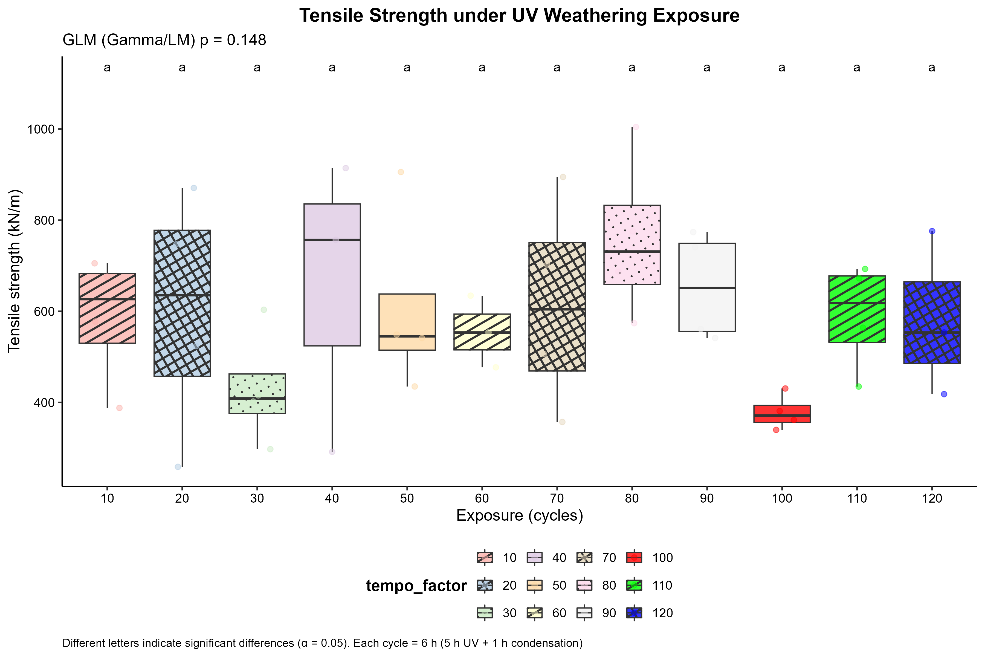 Tensile Strength under UV Weathering Exposure
GLM (Gamma/LM) p = 0.148
a a a a a a a a a a a a
Tensile strength (kN/m)
1000
800
600
400
10 20 30 40 50 60 70 80 90 100 110 120
Exposure (cycles)
tempo_factor
10 40 70 100
20 50 80 110
30 60 90 120
Different letters indicate significant differences (α = 0.05). Each cycle = 6 h (5 h UV + 1 h condensation)